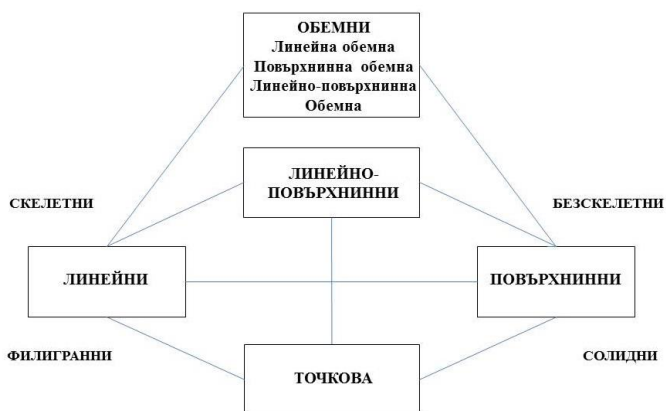 ОБЕМНИ
Линейна обемна
Повърхнинна обемна
Линейно-повърхнинна
Обемна
ЛИНЕЙНО-
ПОВЪРХНИННИ
СКЕЛЕТНИ
БЕЗСКЕЛЕТНИ
ЛИНЕЙНИ
ПОВЪРХНИННИ
ФИЛИГРАННИ
СОЛИДНИ
ТОЧКОВА